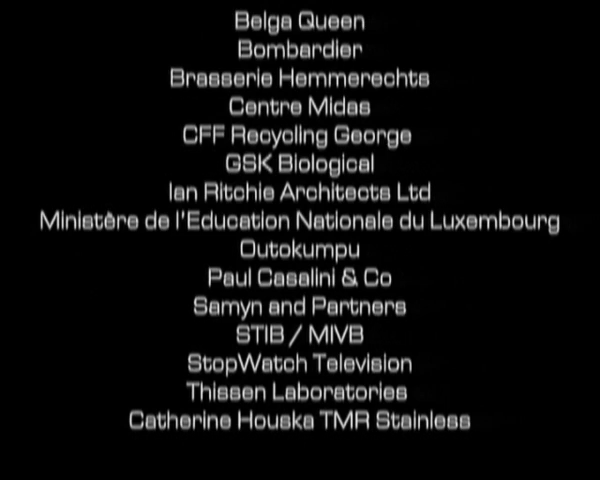 Belga Queen
Bombardier
Brasserie Hemmerechts
Centre Midas
CFF Recycling George
GSK Biological
Ian Ritchie Architects Ltd
Ministère de l'Education Nationale du Luxembourg
Outokumpu
Paul Casalini & Co
Samyn and Partners
STIB / MIVB
StopWatch Television
Thissen Laboratories
Catherine Houska TMR Stainless